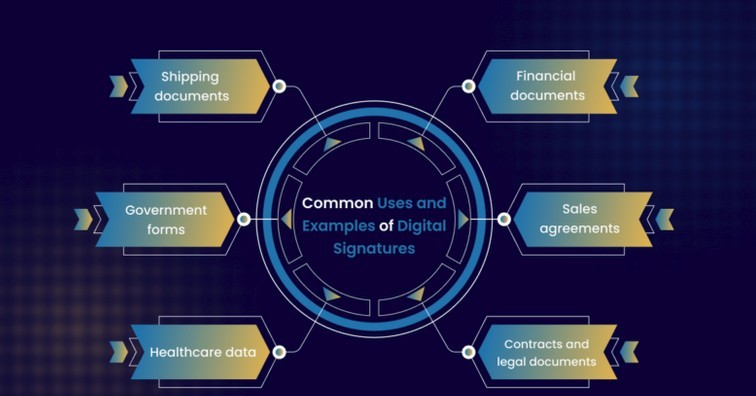 Shipping
documents
Financial
documents
Government
forms
Common Uses and
Examples of Digital
Signatures
Sales
agreements
Healthcare data
Contracts and
legal documents